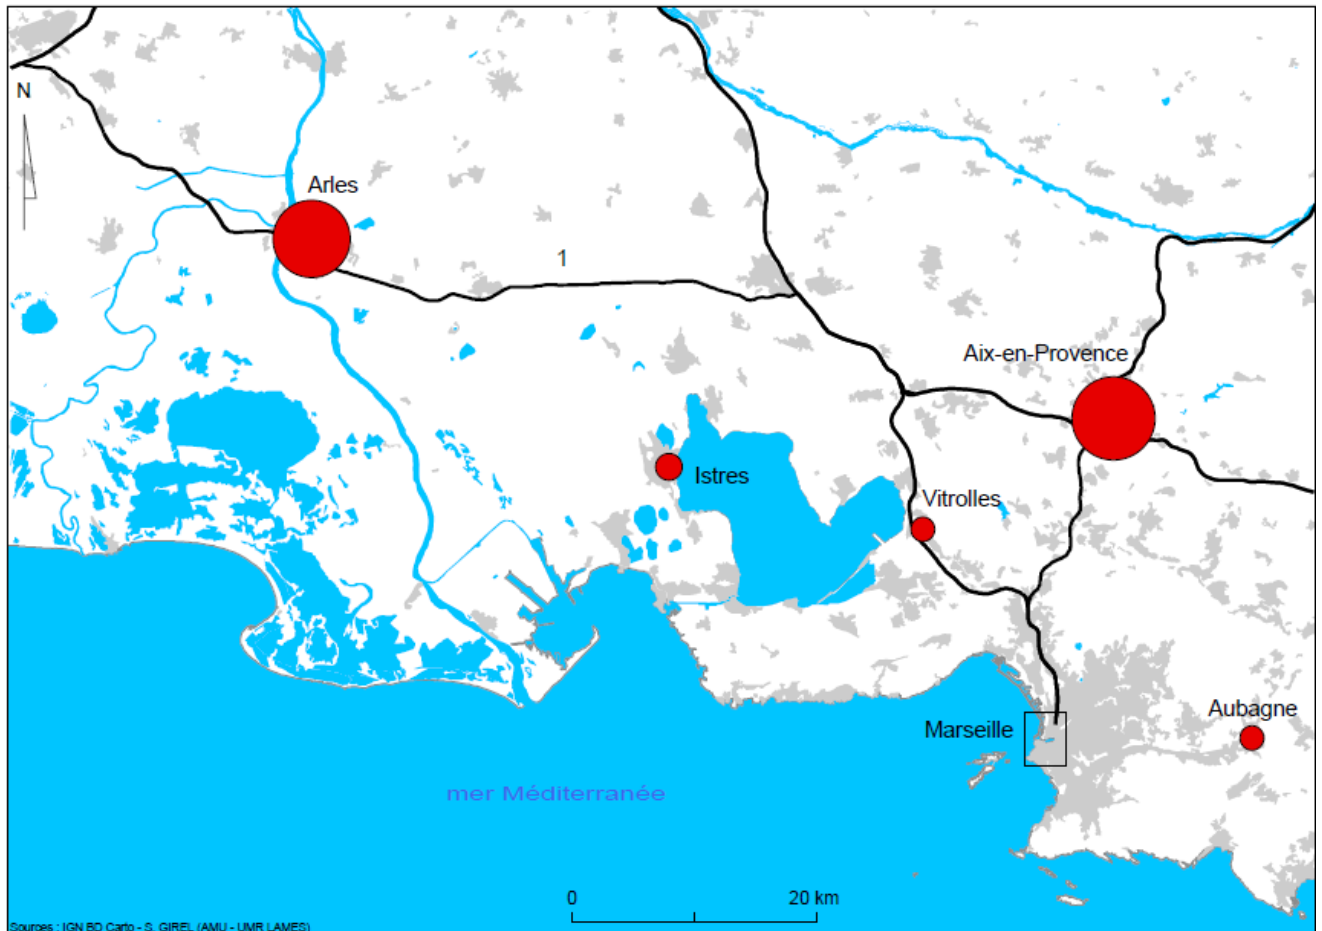 N
Arles
1
Aix-en-Provence
Istres
Vitrolles
Aubagne
Marseille
mer Méditerranée
0 20 km
Sources : IGN BD Carto - S. GIREL (AMU - UMR LAMES)